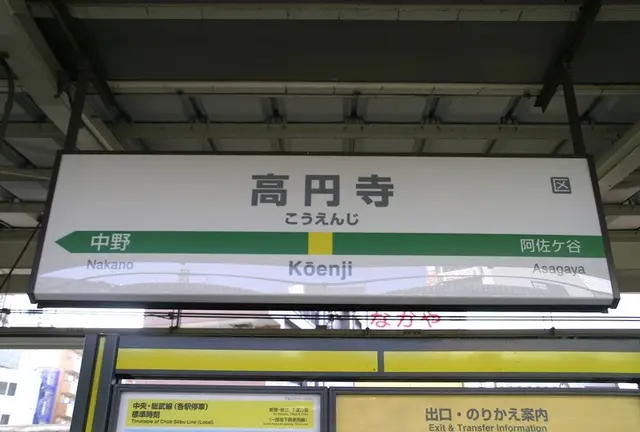 高円寺
区
こうえんじ
中野
阿佐ケ谷
Nakano
Kōenji
Asagaya
なかや
中央・総武線(各駅停車)
標準時刻
Timetable of Chuo Sobu Line (Local)
出口・のりかえ案内
Exit & Transfer Information